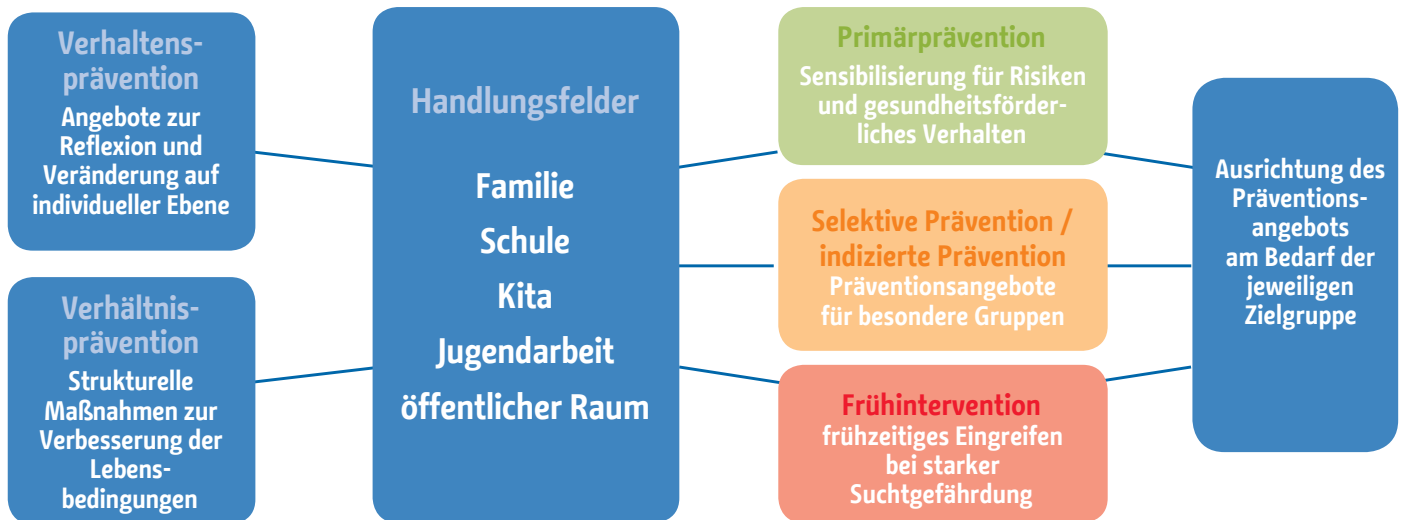 Verhaltens-
prävention
Angebote zur
Reflexion und
Veränderung auf
individueller Ebene
Verhältnis-
prävention
Strukturelle
Maßnahmen zur
Verbesserung der
Lebens-
bedingungen
Handlungsfelder
Familie
Schule
Kita
Jugendarbeit
öffentlicher Raum
Primärprävention
Sensibilisierung für Risiken
und gesundheitsförder-
liches Verhalten
Selektive Prävention /
indizierte Prävention
Präventionsangebote
für besondere Gruppen
Frühintervention
frühzeitiges Eingreifen
bei starker
Suchtgefährdung
Ausrichtung des
Präventions-
angebots
am Bedarf der
jeweiligen
Zielgruppe